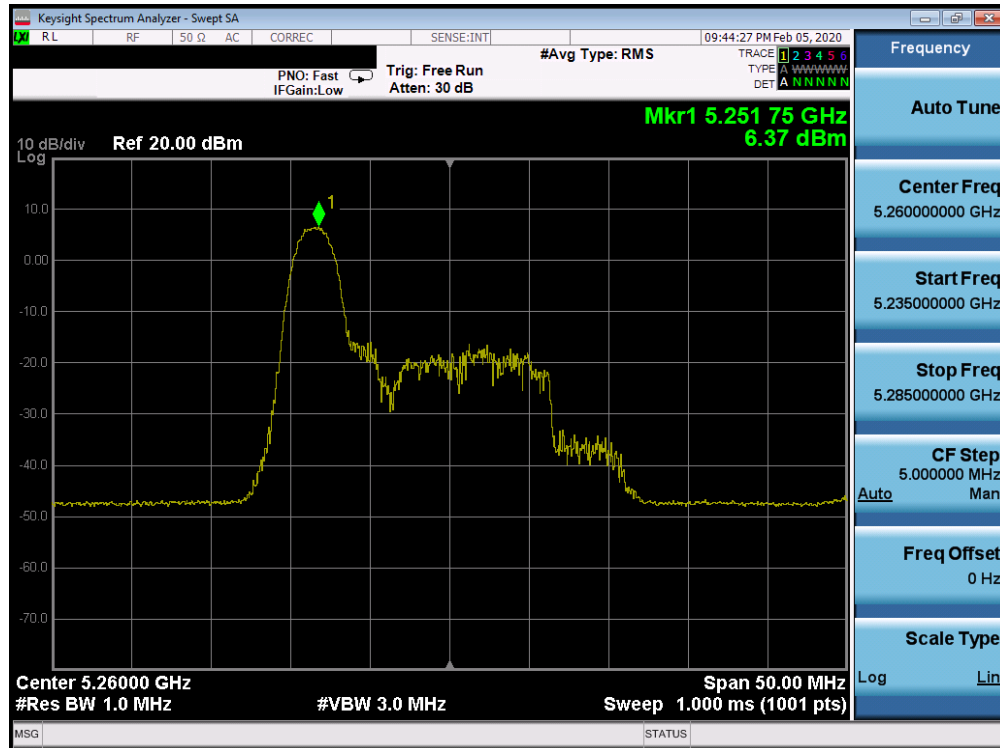 Keysight Spectrum Analyzer - Swept SA
LXI RL RF 50 Ω AC CORREC SENSE:INT 09:44:27 PM Feb 05, 2020
#Avg Type: RMS TRACE 1 2 3 4 5 6
PNO: Fast Trig: Free Run TYPE A WWWWW
IFGain:Low Atten: 30 dB DET A N N N N N
Mkr1 5.251 75 GHz
6.37 dBm
10 dB/div Ref 20.00 dBm
Log
1
10.0
0.00
-10.0
-20.0
-30.0
-40.0
-50.0
-60.0
-70.0
Center 5.26000 GHz Span 50.00 MHz
#Res BW 1.0 MHz #VBW 3.0 MHz Sweep 1.000 ms (1001 pts)
MSG STATUS
Frequency
Auto Tune
Center Freq
5.260000000 GHz
Start Freq
5.235000000 GHz
Stop Freq
5.285000000 GHz
CF Step
5.000000 MHz
Auto Man
Freq Offset
0 Hz
Scale Type
Log Lin